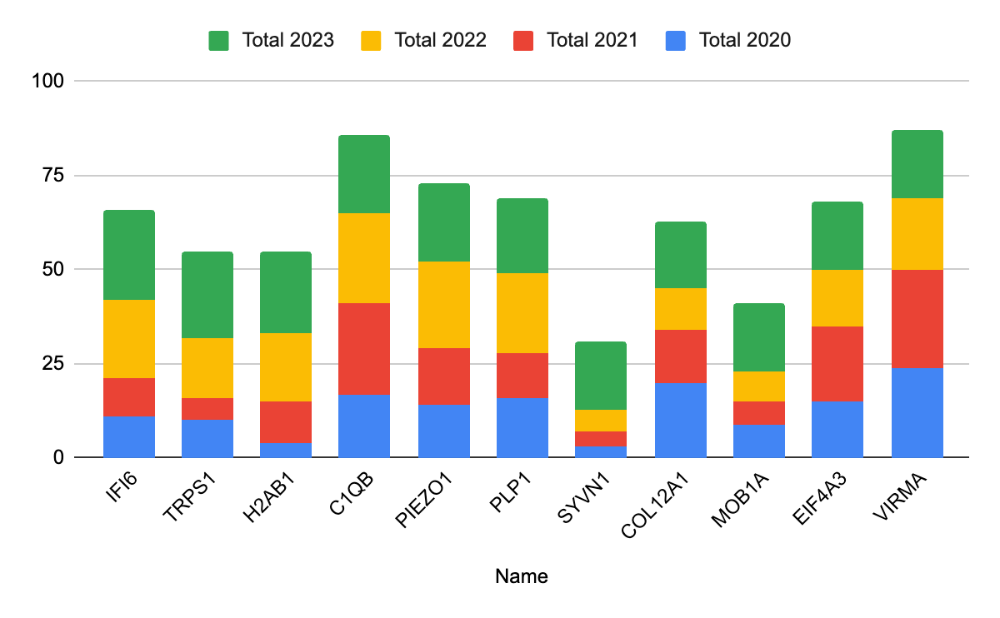 Total 2023 Total 2022 Total 2021 Total 2020
100
75
50
25
0
IFI6 TRPS1 H2AB1 C1QB PIEZO1 PLP1 SYVN1 COL12A1 MOB1A EIF4A3 VIRMA
Name